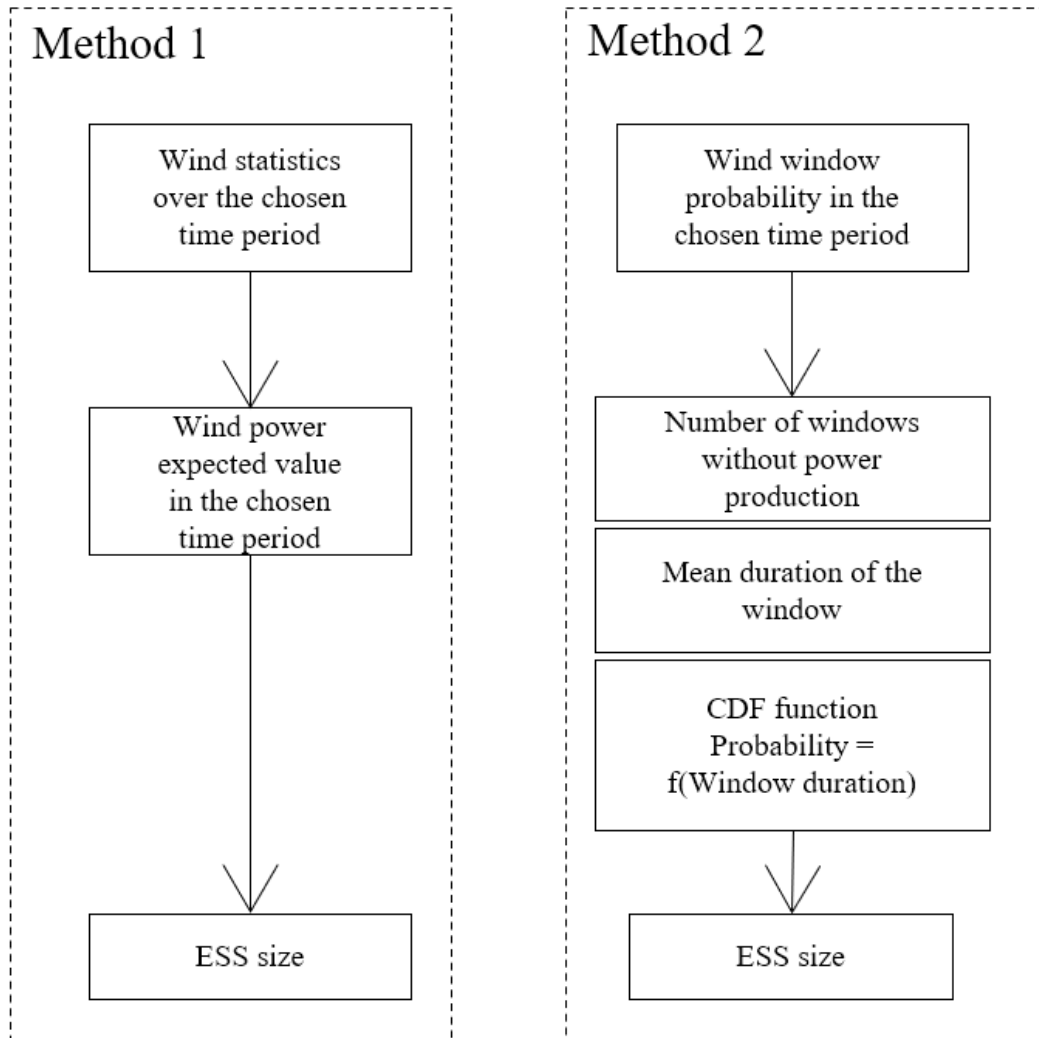 Method 1
Wind statistics
over the chosen
time period
Wind power
expected value
in the chosen
time period
ESS size
Method 2
Wind window
probability in the
chosen time period
Number of windows
without power
production
Mean duration of the
window
CDF function
Probability =
f(Window duration)
ESS size